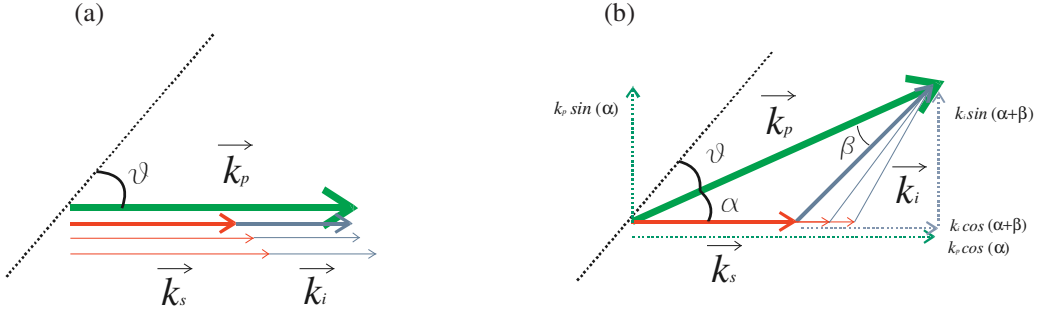 (a)
ϑ
k_p
k_s
k_i
(b)
k_p sin (α)
k_p
ϑ
α
β
k_i sin (α+β)
k_i
k_i cos (α+β)
k_p cos (α)
k_s